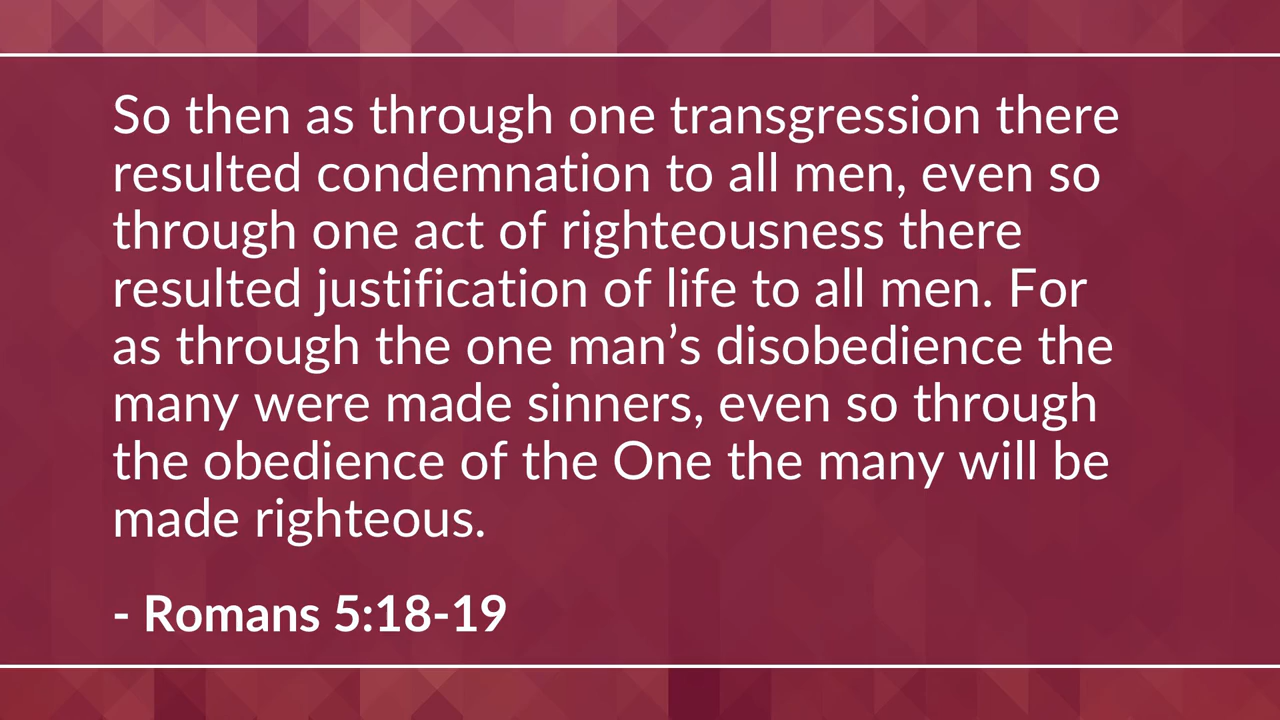 So then as through one transgression there
resulted condemnation to all men, even so
through one act of righteousness there
resulted justification of life to all men. For
as through the one man’s disobedience the
many were made sinners, even so through
the obedience of the One the many will be
made righteous.
- Romans 5:18-19